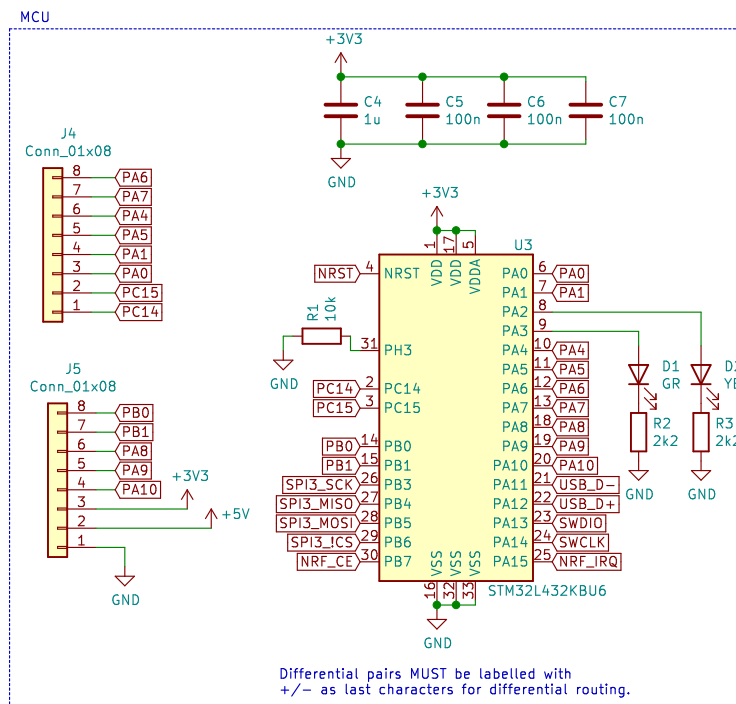 MCU
+3V3
C4
1u
C5
100n
C6
100n
C7
100n
GND
J4
Conn_01x08
8 PA6
7 PA7
6 PA4
5 PA5
4 PA1
3 PA0
2 PC15
1 PC14
J5
Conn_01x08
8 PB0
7 PB1
6 PA8
5 PA9
4 PA10
3 +3V3
2 +5V
1
GND
+3V3
U3
1 VDD
17 VDD
5 VDDA
NRST 4 NRST
R1
10k
GND
31 PH3
PC14 2 PC14
PC15 3 PC15
PB0 14 PB0
PB1 15 PB1
SPI3_SCK 26 PB3
SPI3_MISO 27 PB4
SPI3_MOSI 28 PB5
SPI3_!CS 29 PB6
NRF_CE 30 PB7
PA0 6 PA0
PA1 7 PA1
PA2 8
PA3 9
PA4 10 PA4
PA5 11 PA5
PA6 12 PA6
PA7 13 PA7
PA8 18 PA8
PA9 19 PA9
PA10 20 PA10
PA11 21 USB_D-
PA12 22 USB_D+
PA13 23 SWDIO
PA14 24 SWCLK
PA15 25 NRF_IRQ
16 VSS
32 VSS
33 VSS
STM32L432KBU6
GND
D1
GR
R2
2k2
GND
R3
GND
Differential pairs MUST be labelled with
+/- as last characters for differential routing.